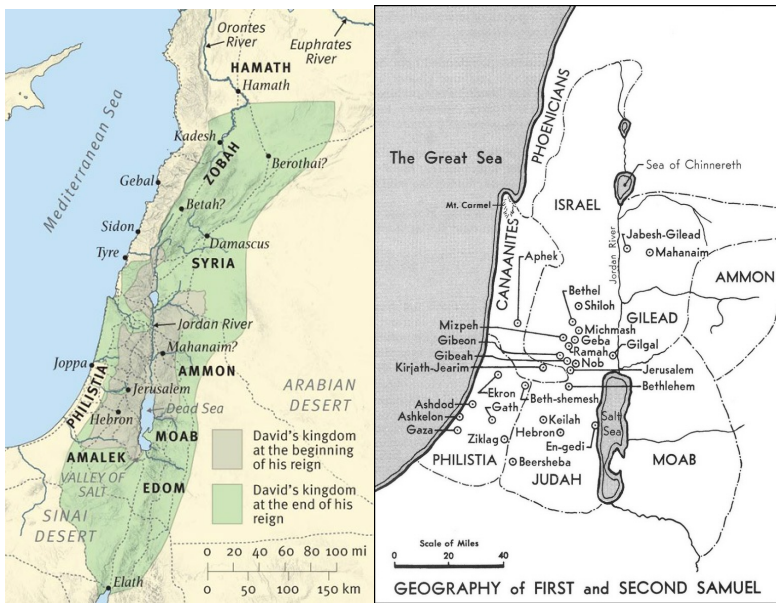 Orontes
River
Euphrates
River
HAMATH
Hamath
Mediterranean Sea
Kadesh
ZOBAH
Berothai?
Gebal
Betah?
Sidon
Damascus
Tyre
SYRIA
Jordan River
Mahanaim?
Joppa
AMMON
PHILISTIA
Jerusalem
ARABIAN
DESERT
Dead Sea
Hebron
MOAB
AMALEK
VALLEY OF
SALT
EDOM
SINAI
DESERT
Elath
David's kingdom
at the beginning
of his reign
David's kingdom
at the end of his
reign
0 20 40 60 80 100 mi
0 50 100 150 km
PHOENICIANS
The Great Sea
Sea of Chinnereth
Mt. Carmel
ISRAEL
CANAANITES
Jordan River
Jabesh-Gilead
Mahanaim
Aphek
AMMON
Bethel
Shiloh
GILEAD
Mizpeh
Michmash
Gibeon
Geba
Gilgal
Ramah
Gibeah
Nob
Kirjath-Jearim
Jerusalem
Bethlehem
Ekron
Beth-shemesh
Ashdod
Gath
Ashkelon
Keilah
Salt
Sea
Gaza
Ziklag
Hebron
En-gedi
PHILISTIA
Beersheba
MOAB
JUDAH
Scale of Miles
0 20 40
GEOGRAPHY of FIRST and SECOND SAMUEL